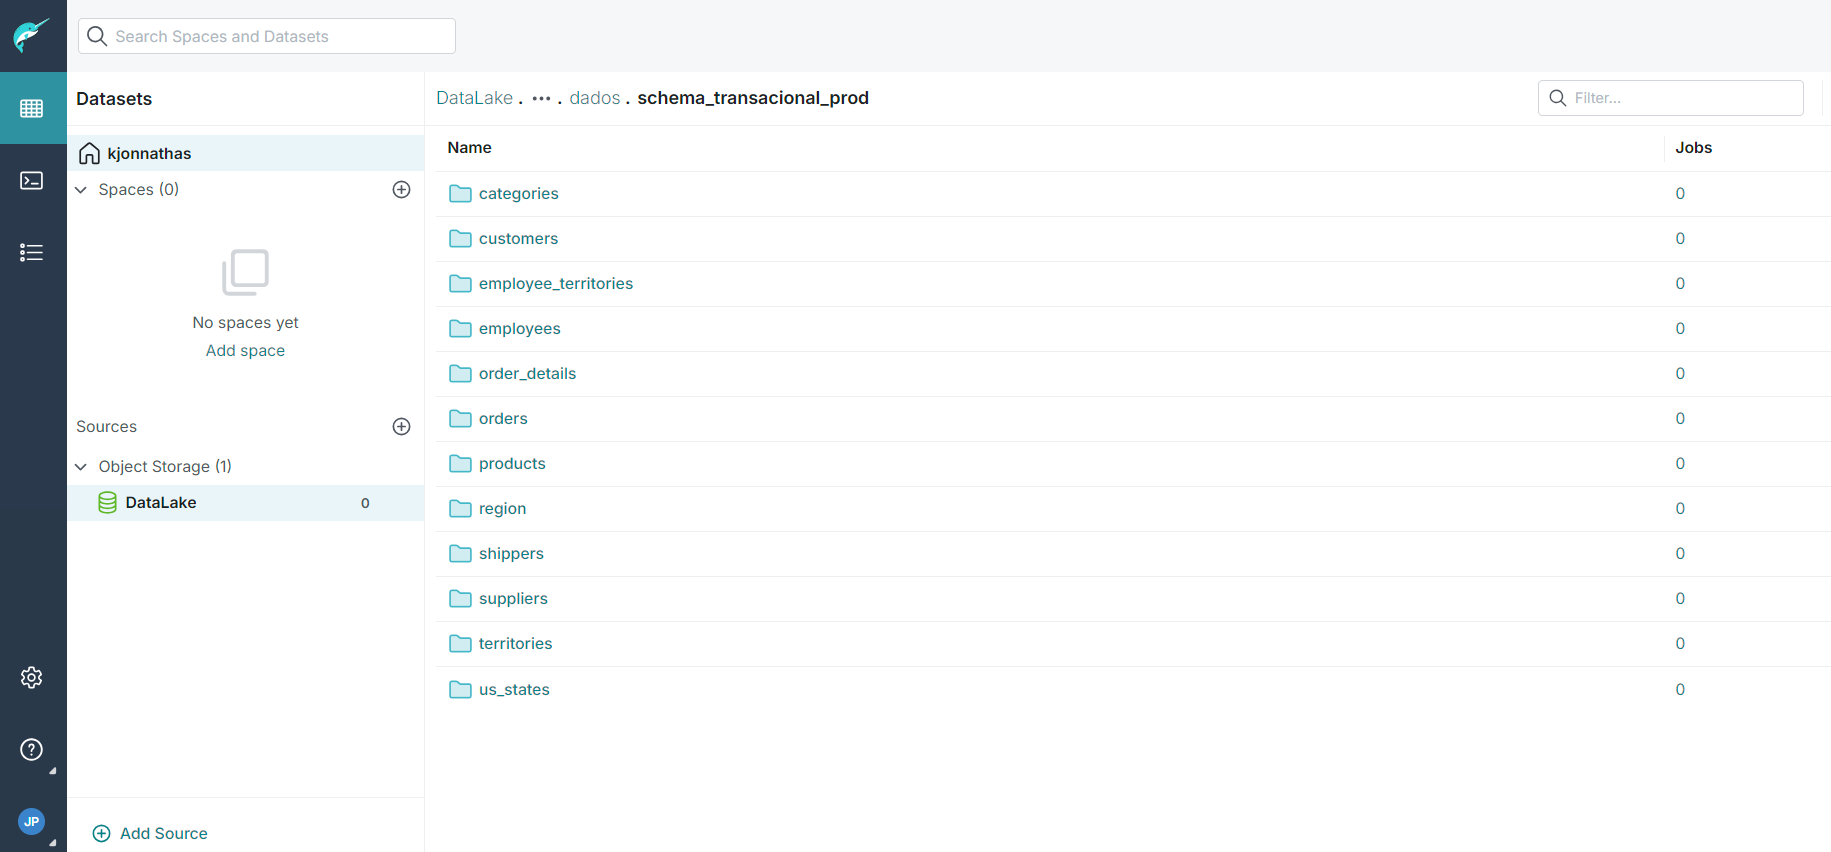 Search Spaces and Datasets
Datasets
DataLake . ••• . dados . schema_transacional_prod
Filter...
kjonnathas
Spaces (0)
No spaces yet
Add space
Sources
Object Storage (1)
DataLake 0
Add Source
Name Jobs
categories 0
customers 0
employee_territories 0
employees 0
order_details 0
orders 0
products 0
region 0
shippers 0
suppliers 0
territories 0
us_states 0
?
JP